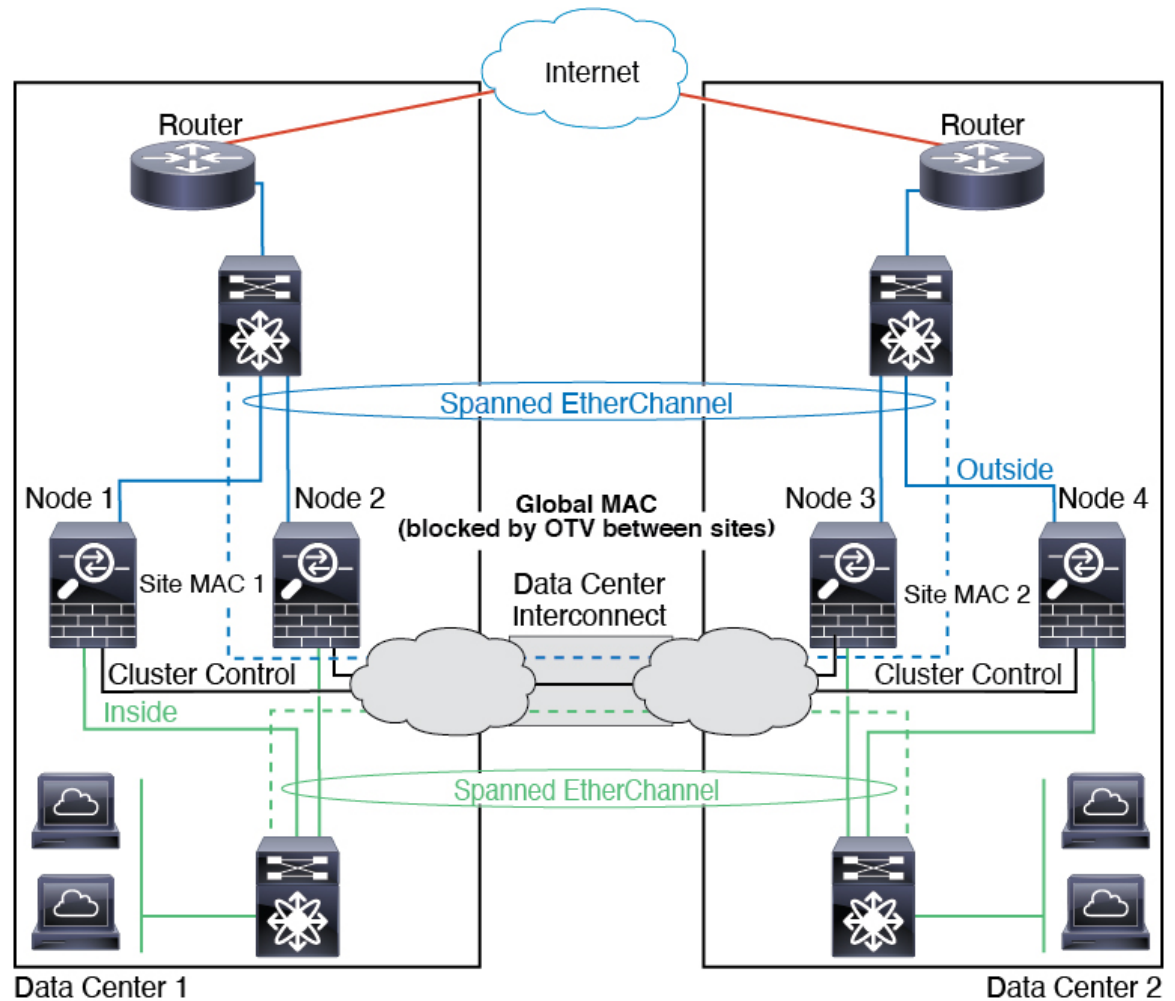 Internet
Router
Router
Spanned EtherChannel
Outside
Node 1
Node 2
Global MAC
(blocked by OTV between sites)
Node 3
Node 4
Site MAC 1
Data Center
Interconnect
Site MAC 2
Cluster Control
Cluster Control
Inside
Spanned EtherChannel
Data Center 1
Data Center 2